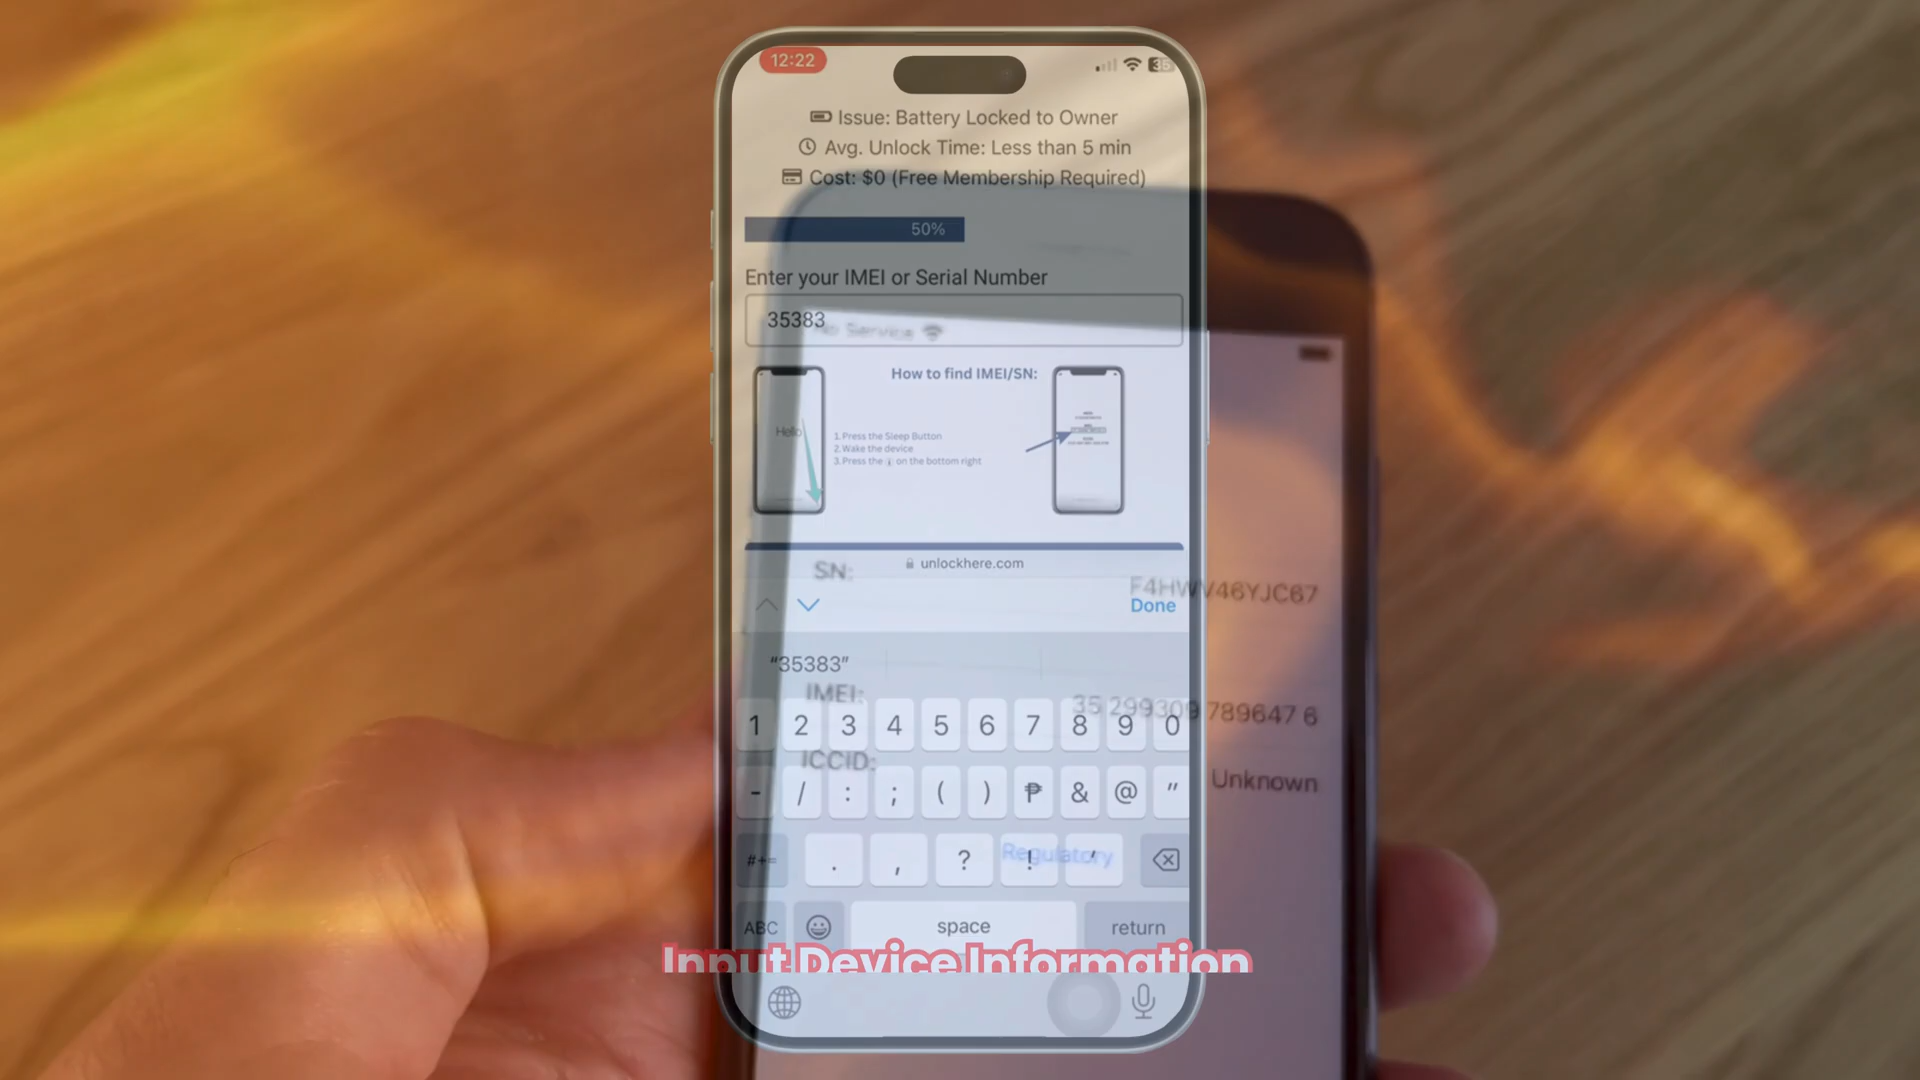 12:22
35
Issue: Battery Locked to Owner
Avg. Unlock Time: Less than 5 min
Cost: $0 (Free Membership Required)
50%
Enter your IMEI or Serial Number
35383
No Service
How to find IMEI/SN:
Hello
1. Press the Sleep Button
2. Wake the device
3. Press the i on the bottom right
unlockhere.com
SN:
F4HWV46YJC67
Done
"35383"
IMEI:
35 299309 789647 6
1 2 3 4 5 6 7 8 9 0
ICCID:
Unknown
- / : ; ( ) ₱ & @ "
Regulatory
#+= . , ? ! '
ABC space return
Input Device Information